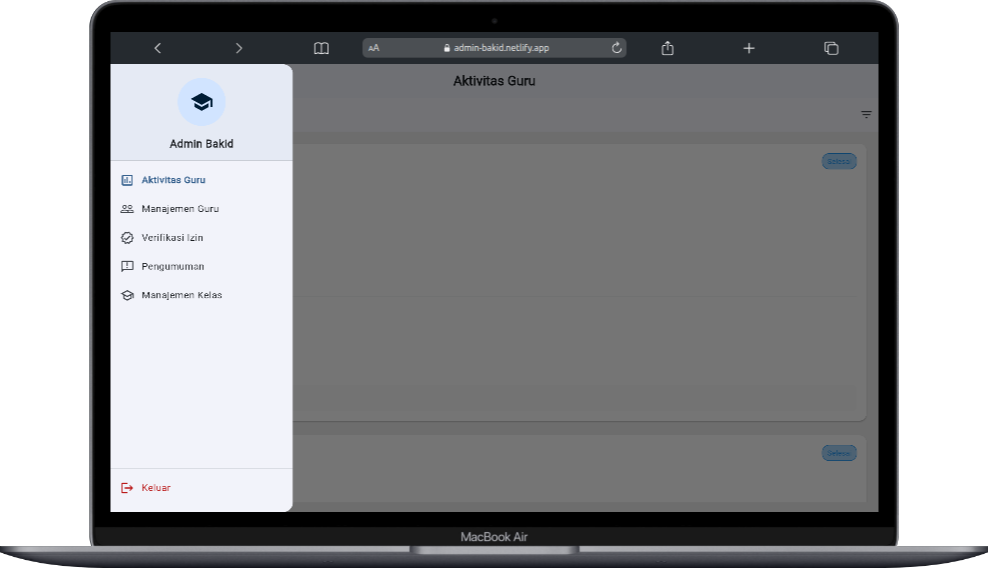 AA
admin-bakid.netlify.app
Aktivitas Guru
Admin Bakid
Aktivitas Guru
Manajemen Guru
Verifikasi Izin
Pengumuman
Manajemen Kelas
Keluar
Selesai
Selesai
MacBook Air